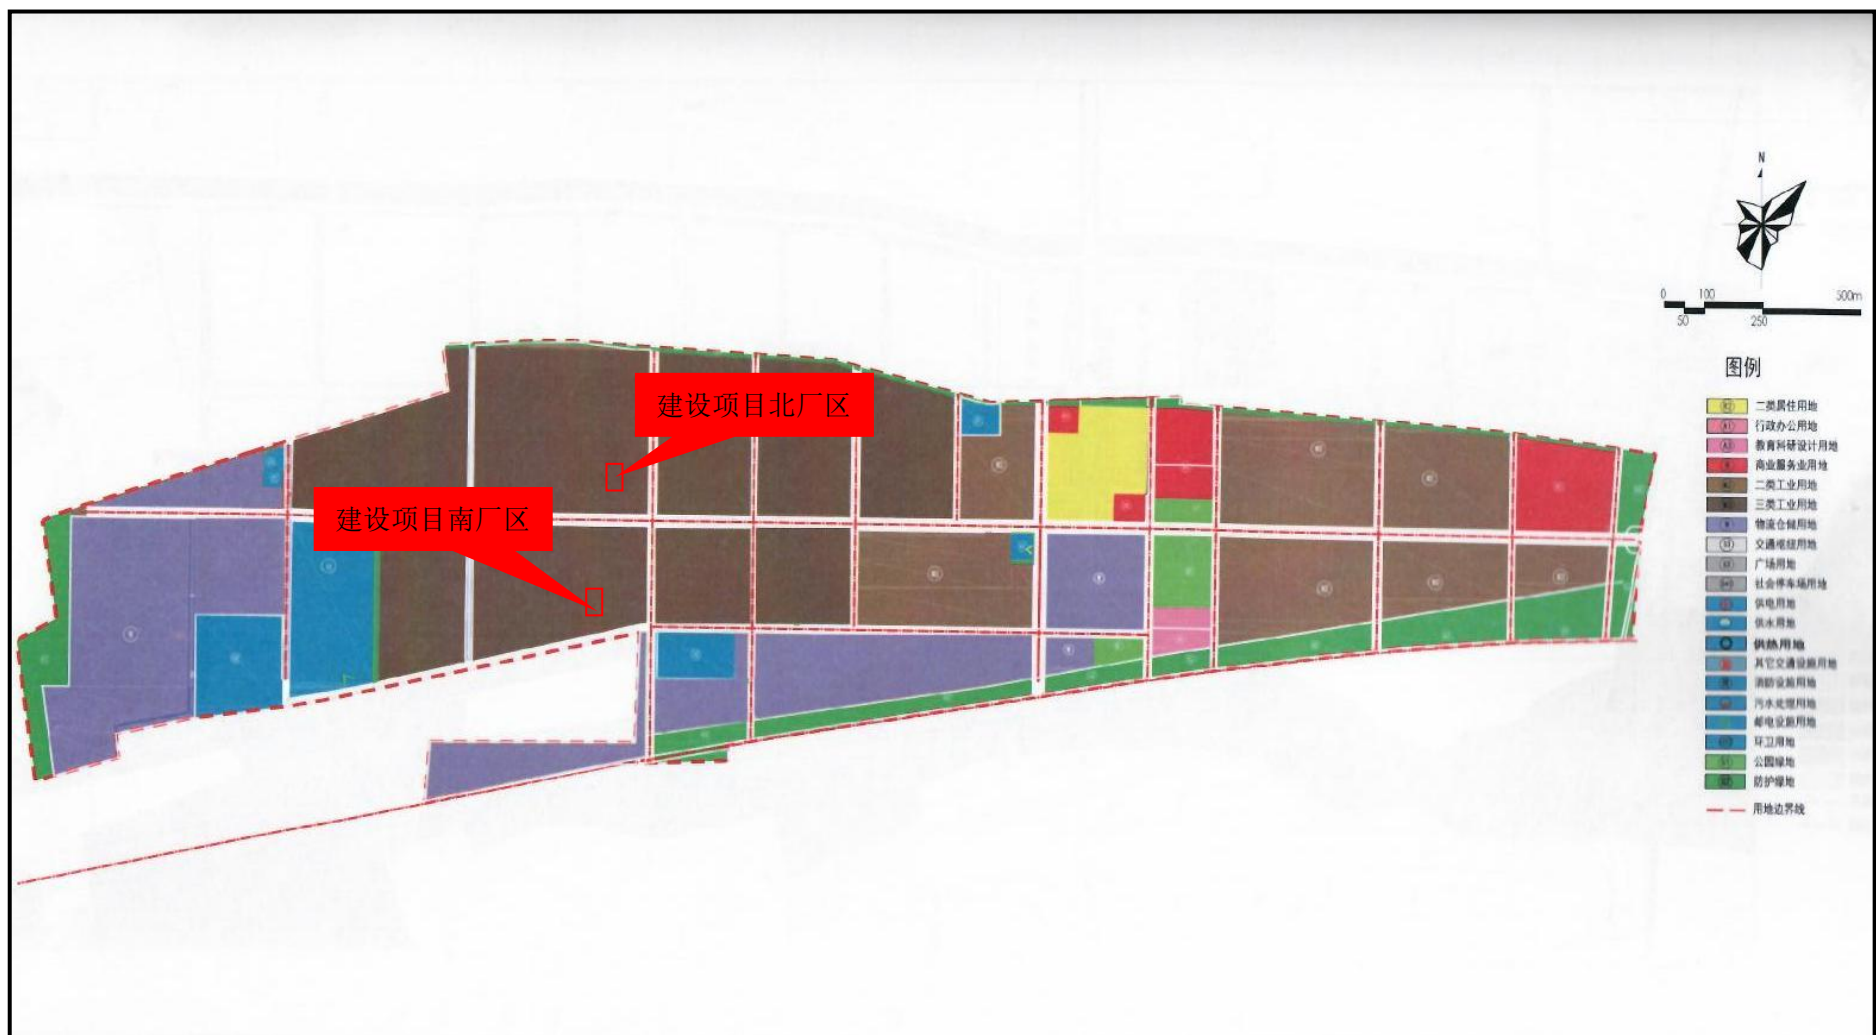 N
0 100 500m
50 250
图例
建设项目北厂区
建设项目南厂区
二类居住用地
行政办公用地
教育科研设计用地
商业服务业用地
二类工业用地
三类工业用地
物流仓储用地
交通枢纽用地
广场用地
社会停车场用地
供电用地
供水用地
供热用地
其它交通设施用地
消防设施用地
污水处理用地
邮电设施用地
环卫用地
公园绿地
防护绿地
用地边界线